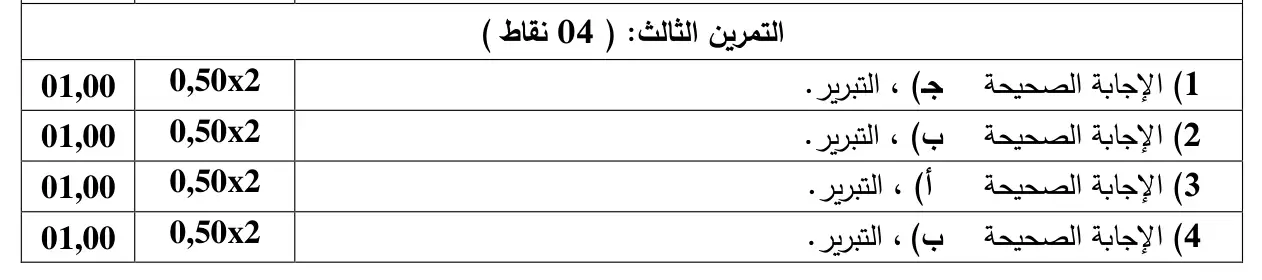 التمرين الثالث: ( 04 نقاط )
1) الإجابة الصحيحة جـ) ، التبرير. 0,50x2 01,00
2) الإجابة الصحيحة ب) ، التبرير. 0,50x2 01,00
3) الإجابة الصحيحة أ) ، التبرير. 0,50x2 01,00
4) الإجابة الصحيحة ب) ، التبرير. 0,50x2 01,00